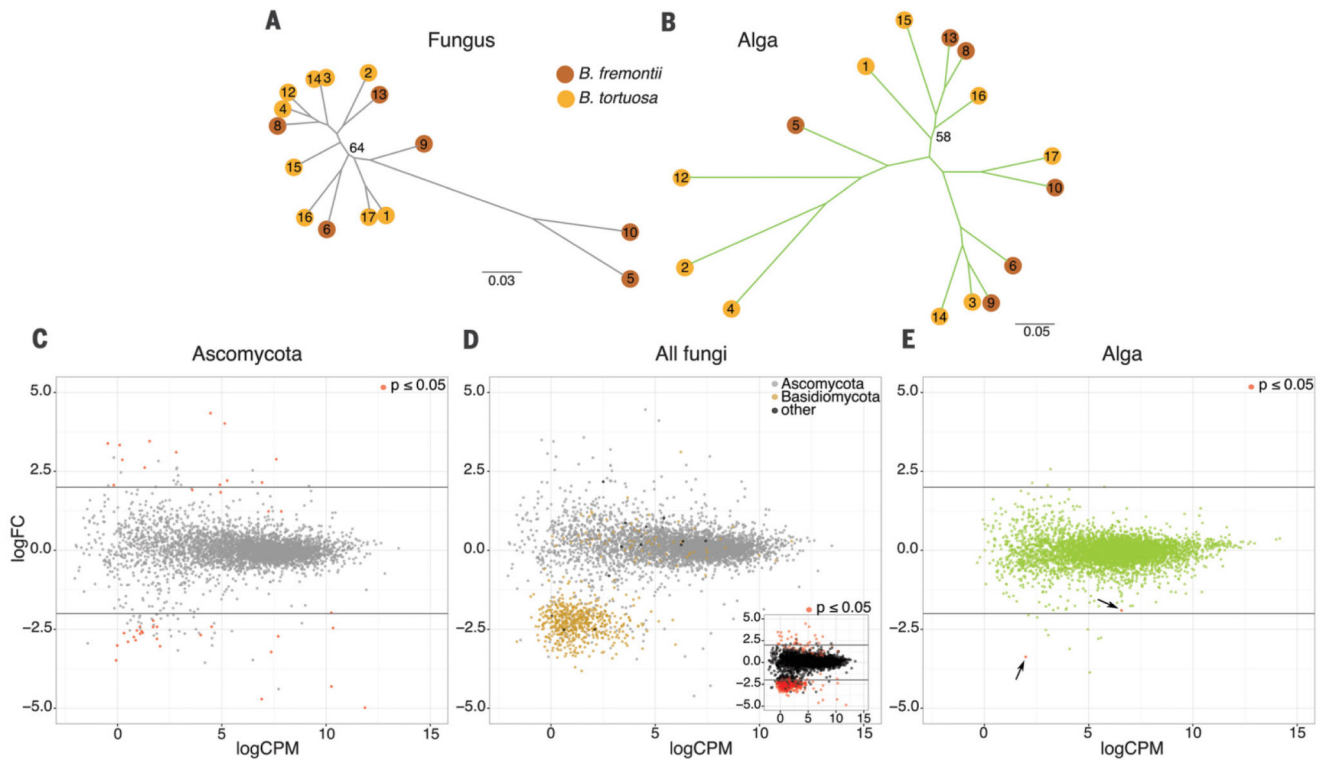 A
Fungus
B. fremontii
B. tortuosa
B
Alga
14
3
2
12
13
4
8
9
64
15
16
6
17
1
10
5
0.03
15
13
8
1
16
5
58
17
12
10
6
2
4
3
9
14
0.05
C
Ascomycota
p ≤ 0.05
5.0
2.5
0.0
−2.5
−5.0
logFC
0
5
10
15
logCPM
D
All fungi
Ascomycota
Basidiomycota
other
p ≤ 0.05
5.0
2.5
0.0
−2.5
−5.0
0 5 10 15
5.0
2.5
0.0
−2.5
−5.0
0
5
10
15
logCPM
E
Alga
p ≤ 0.05
5.0
2.5
0.0
−2.5
−5.0
0
5
10
15
logCPM